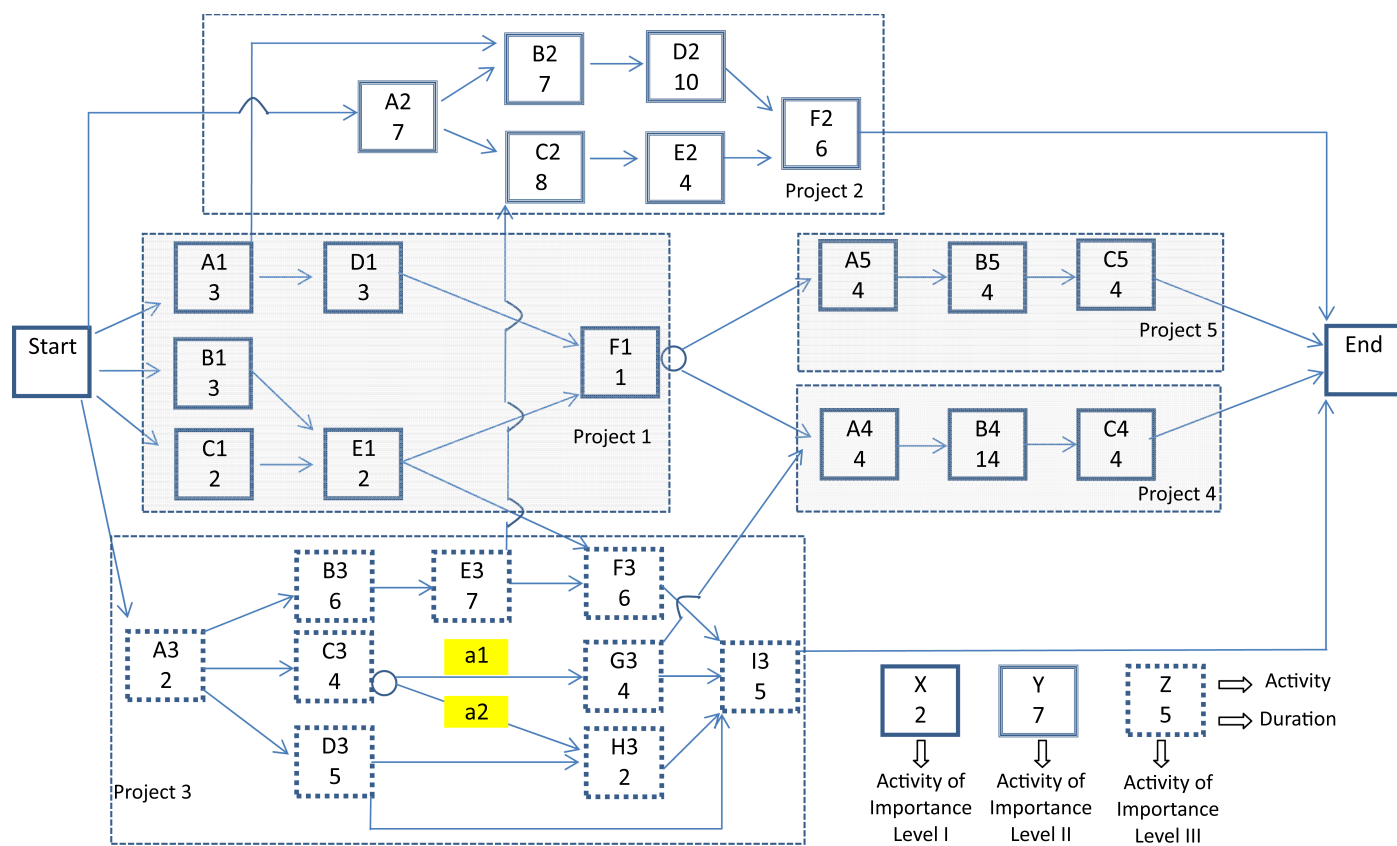 B2
7
D2
10
A2
7
F2
6
C2
8
E2
4
Project 2
A1
3
D1
3
A5
4
B5
4
C5
4
Project 5
Start
B1
3
F1
1
End
C1
2
E1
2
Project 1
A4
4
B4
14
C4
4
Project 4
B3
6
E3
7
F3
6
A3
2
C3
4
a1
G3
4
I3
5
a2
D3
5
H3
2
Project 3
X
2
Y
7
Z
5
Activity
Duration
Activity of
Importance
Level I
Activity of
Importance
Level II
Activity of
Importance
Level III